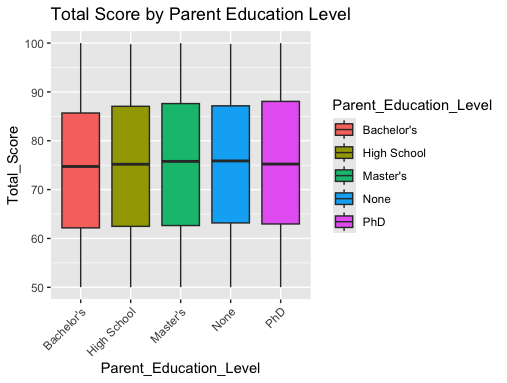 Total Score by Parent Education Level
Total_Score
100
90
80
70
60
50
Bachelor's
High School
Master's
None
PhD
Parent_Education_Level
Parent_Education_Level
Bachelor's
High School
Master's
None
PhD